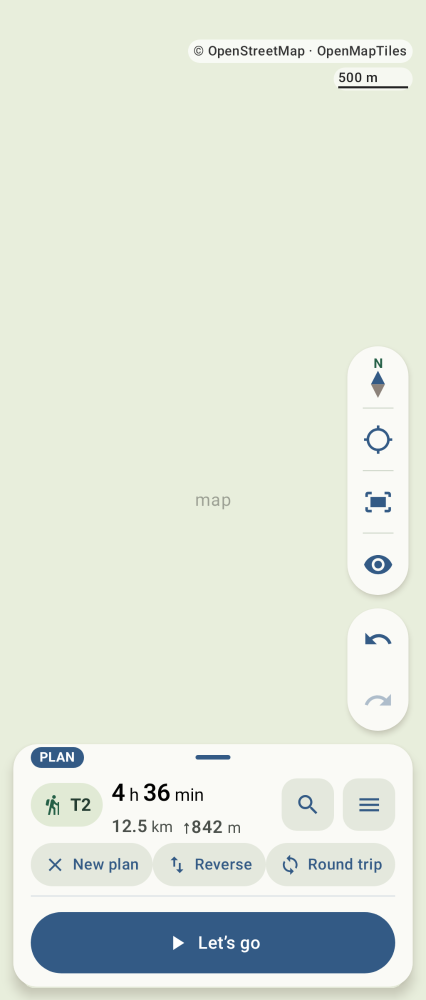 © OpenStreetMap · OpenMapTiles
500 m
N
map
PLAN
T2
4 h 36 min
12.5 km ↑842 m
New plan
Reverse
Round trip
Let’s go